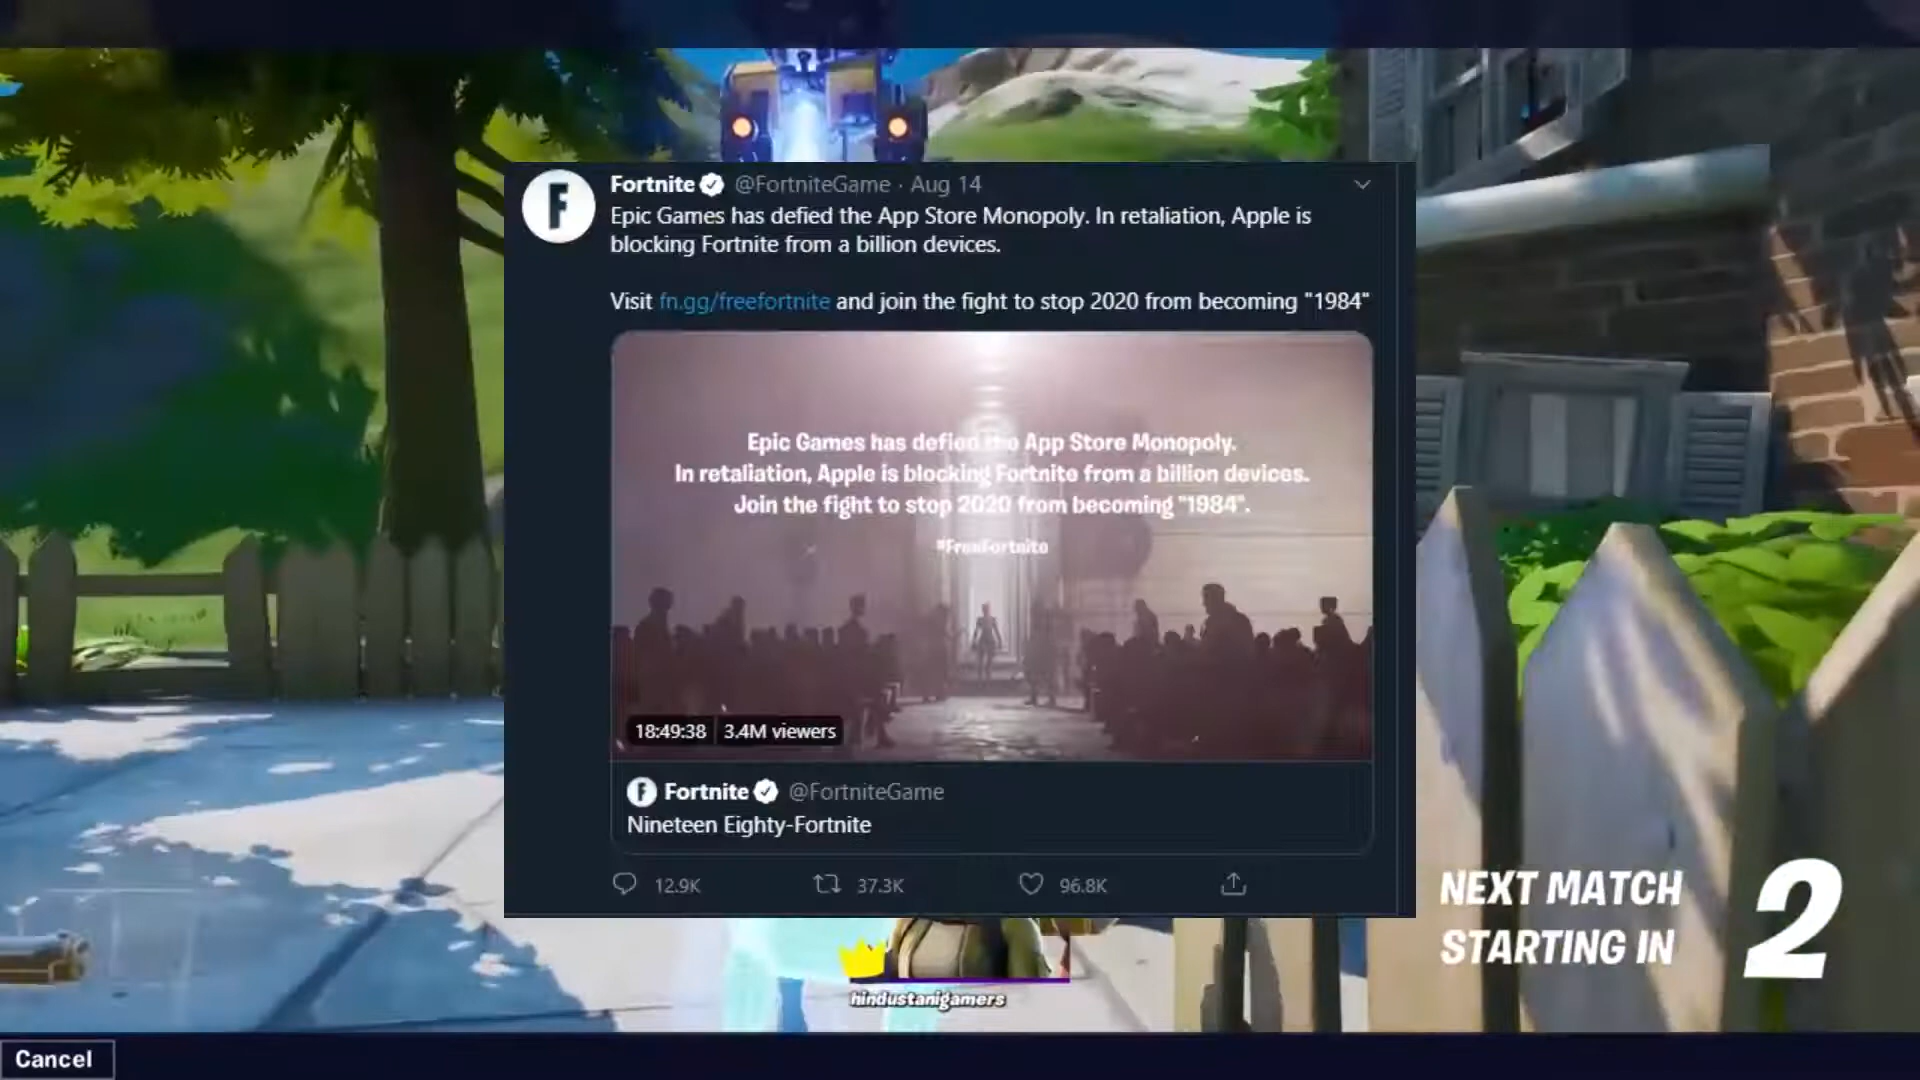 Fortnite @FortniteGame · Aug 14
Epic Games has defied the App Store Monopoly. In retaliation, Apple is
blocking Fortnite from a billion devices.
Visit fn.gg/freefortnite and join the fight to stop 2020 from becoming "1984"
Epic Games has defied the App Store Monopoly.
In retaliation, Apple is blocking Fortnite from a billion devices.
Join the fight to stop 2020 from becoming "1984".
#FreeFortnite
18:49:38 3.4M viewers
Fortnite @FortniteGame
Nineteen Eighty-Fortnite
12.9K 37.3K 96.8K
NEXT MATCH
STARTING IN 2
hindustanigamers
Cancel